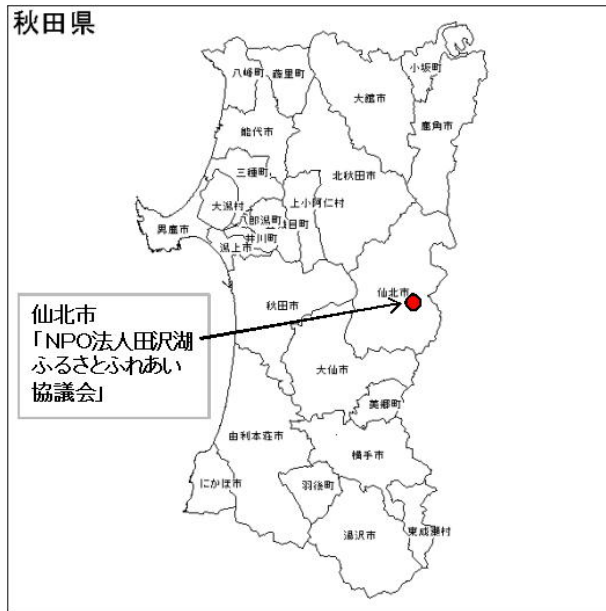 秋田県
八峰町
藤里町
小坂町
大館市
鹿角市
能代市
北秋田市
三種町
上小阿仁村
大潟村
八郎潟町
男鹿市
井川町
潟上市
仙北市
秋田市
仙北市
「NPO法人田沢湖
ふるさとふれあい
協議会」
大仙市
美郷町
由利本荘市
横手市
にかほ市
羽後町
湯沢市
東成瀬村